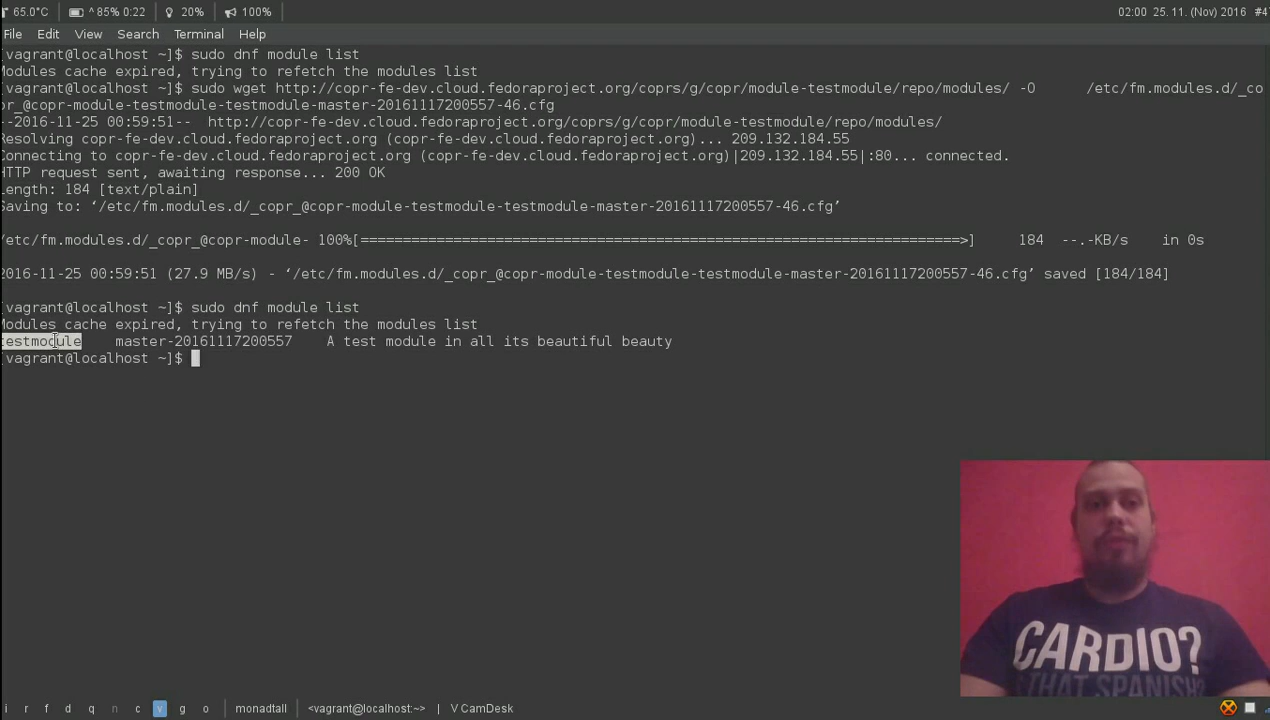 65.0°C ^ 85% 0:22 20% 100% 02:00 25. 11. (Nov) 2016 #4
File Edit View Search Terminal Help
[vagrant@localhost ~]$ sudo dnf module list
Modules cache expired, trying to refetch the modules list
[vagrant@localhost ~]$ sudo wget http://copr-fe-dev.cloud.fedoraproject.org/coprs/g/copr/module-testmodule/repo/modules/ -O /etc/fm.modules.d/_co
pr_@copr-module-testmodule-testmodule-master-20161117200557-46.cfg
--2016-11-25 00:59:51-- http://copr-fe-dev.cloud.fedoraproject.org/coprs/g/copr/module-testmodule/repo/modules/
Resolving copr-fe-dev.cloud.fedoraproject.org (copr-fe-dev.cloud.fedoraproject.org)... 209.132.184.55
Connecting to copr-fe-dev.cloud.fedoraproject.org (copr-fe-dev.cloud.fedoraproject.org)|209.132.184.55|:80... connected.
HTTP request sent, awaiting response... 200 OK
Length: 184 [text/plain]
Saving to: ‘/etc/fm.modules.d/_copr_@copr-module-testmodule-testmodule-master-20161117200557-46.cfg’
/etc/fm.modules.d/_copr_@copr-module- 100%[=======================================================================>] 184 --.-KB/s in 0s
2016-11-25 00:59:51 (27.9 MB/s) - ‘/etc/fm.modules.d/_copr_@copr-module-testmodule-testmodule-master-20161117200557-46.cfg’ saved [184/184]
[vagrant@localhost ~]$ sudo dnf module list
Modules cache expired, trying to refetch the modules list
testmodule master-20161117200557 A test module in all its beautiful beauty
[vagrant@localhost ~]$
CARDIO?
THAT SPANISH?
i r f d q n c v g o monadtall <vagrant@localhost:~> | V CamDesk